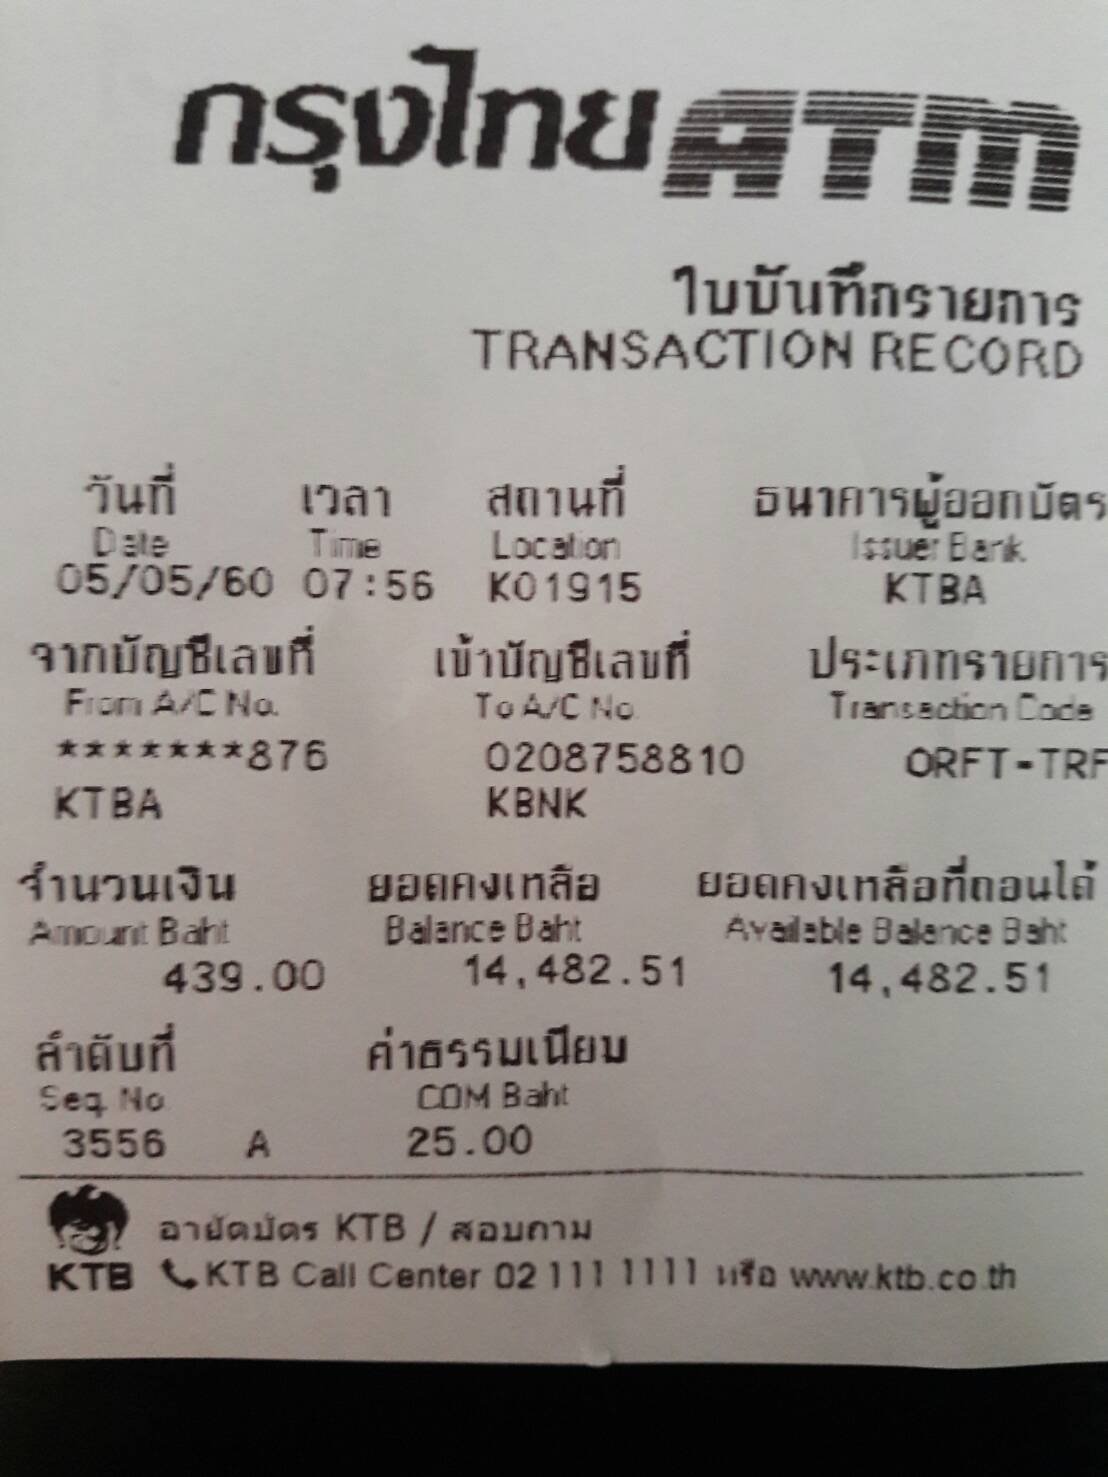 กรุงไทย ATM
ใบบันทึกรายการ
TRANSACTION RECORD
วันที่ เวลา สถานที่ ธนาคารผู้ออกบัตร
Date Time Location Issuer Bank
05/05/60 07:56 K01915 KTBA
จากบัญชีเลขที่ เข้าบัญชีเลขที่ ประเภทรายการ
From A/C No. To A/C No. Transaction Code
*******876 0208758810 ORFT-TRF
KTBA KBNK
จำนวนเงิน ยอดคงเหลือ ยอดคงเหลือที่ถอนได้
Amount Baht Balance Baht Available Balance Baht
439.00 14,482.51 14,482.51
ลำดับที่ ค่าธรรมเนียม
Seq. No COM Baht
3556 A 25.00
อายัดบัตร KTB / สอบถาม
KTB KTB Call Center 02 111 1111 หรือ www.ktb.co.th